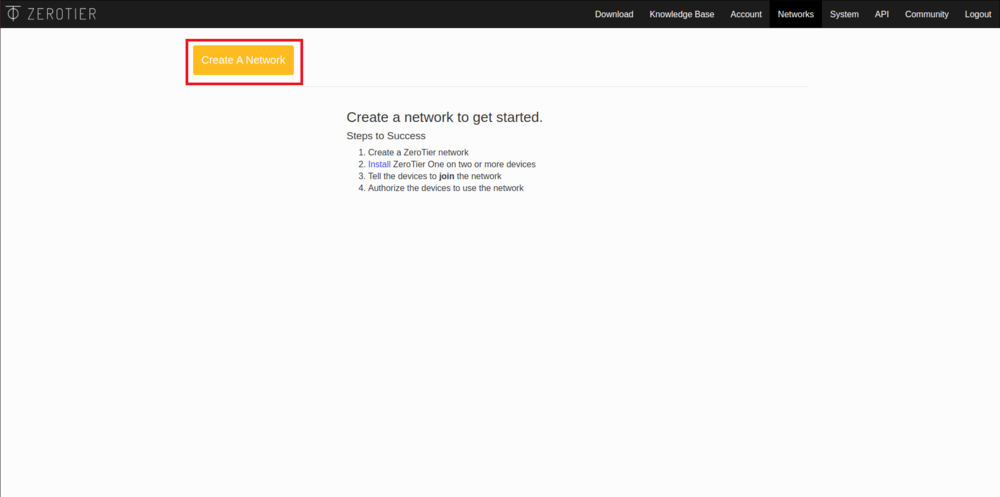 ZEROTIER
Download Knowledge Base Account Networks System API Community Logout
Create A Network
Create a network to get started.
Steps to Success
1. Create a ZeroTier network
2. Install ZeroTier One on two or more devices
3. Tell the devices to join the network
4. Authorize the devices to use the network